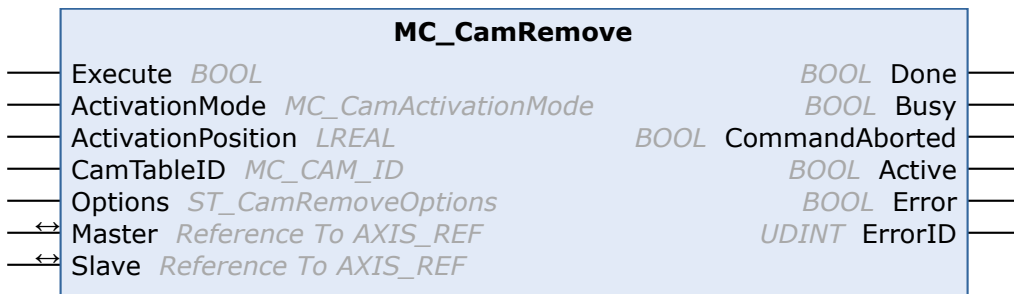 MC_CamRemove
Execute BOOL BOOL Done
ActivationMode MC_CamActivationMode BOOL Busy
ActivationPosition LREAL BOOL CommandAborted
CamTableID MC_CAM_ID BOOL Active
Options ST_CamRemoveOptions BOOL Error
↔ Master Reference To AXIS_REF UDINT ErrorID
↔ Slave Reference To AXIS_REF